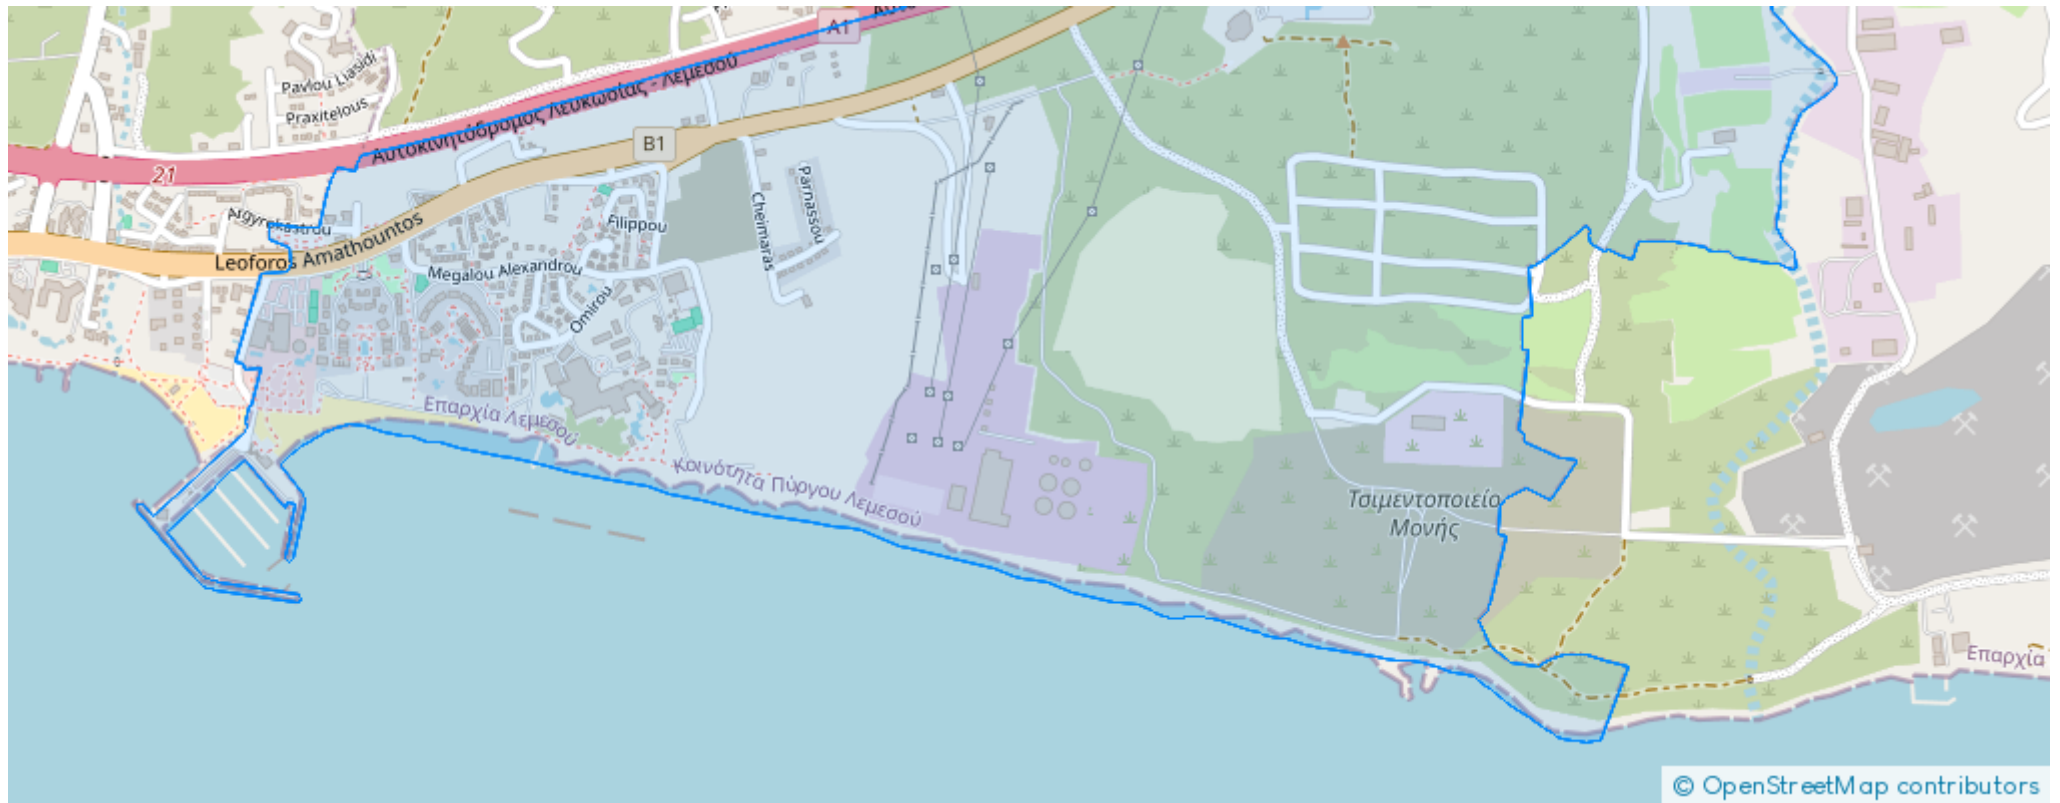 A1
Αυτοκινητόδρομος Λευκωσίας - Λεμεσού
Pavlou Liasidi
Praxitelous
B1
21
Argyrokastrou
Leoforos Amathountos
Parnassou
Cheimaras
Filippou
Megalou Alexandrou
Omirou
Επαρχία Λεμεσού
Κοινότητα Πύργου Λεμεσού
Τσιμεντοποιείο
Μονής
Επαρχία
© OpenStreetMap contributors